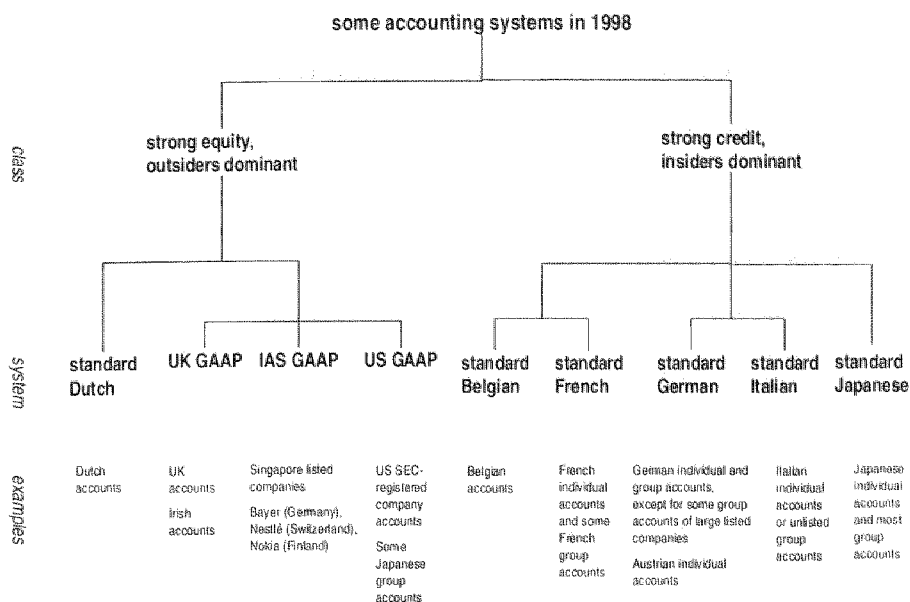 some accounting systems in 1998
class
strong equity,
outsiders dominant
strong credit,
insiders dominant
system
standard
Dutch
UK GAAP
IAS GAAP
US GAAP
standard
Belgian
standard
French
standard
German
standard
Italian
standard
Japanese
examples
Dutch
accounts
UK
accounts
Irish
accounts
Singapore listed
companies
Bayer (Germany),
Nestlé (Switzerland),
Nokia (Finland)
US SEC-
registered
company
accounts
Some
Japanese
group
accounts
Belgian
accounts
French
individual
accounts
and some
French
group
accounts
German individual and
group accounts,
except for some group
accounts of large listed
companies
Austrian individual
accounts
Italian
individual
accounts
or unlisted
group
accounts
Japanese
individual
accounts
and most
group
accounts